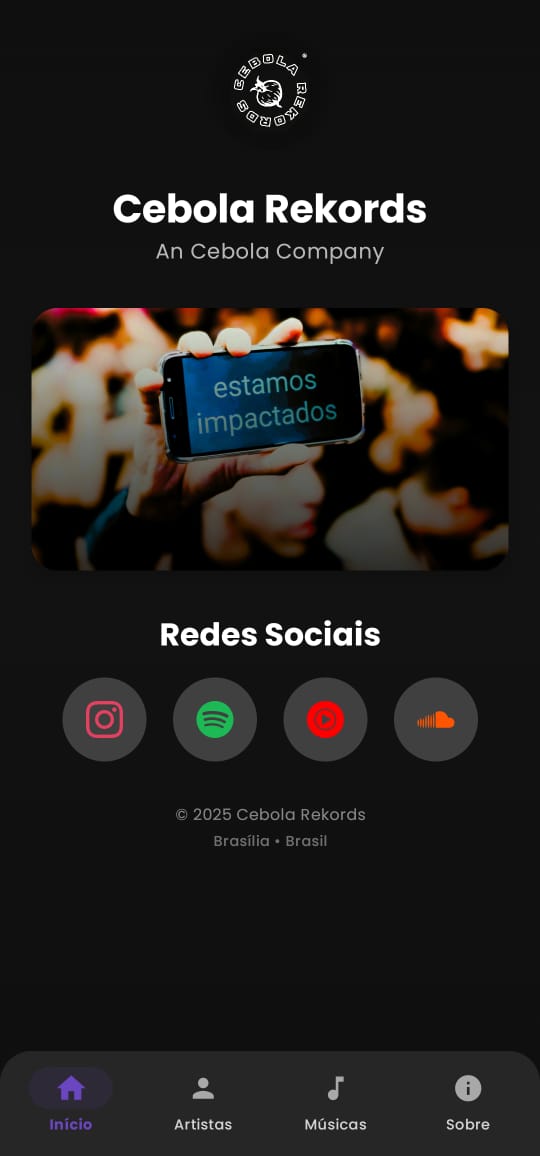 CEBOLA REKORDS
®
Cebola Rekords
An Cebola Company
estamos
impactados
Redes Sociais
© 2025 Cebola Rekords
Brasília • Brasil
Início
Artistas
Músicas
Sobre